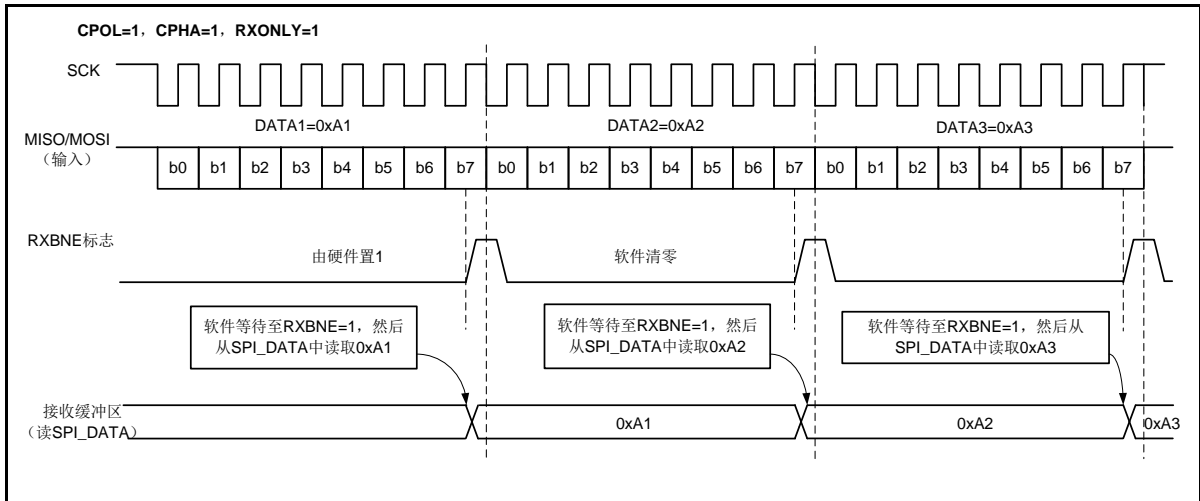 CPOL=1，CPHA=1，RXONLY=1
SCK
DATA1=0xA1 DATA2=0xA2 DATA3=0xA3
MISO/MOSI
（输入）
b0 b1 b2 b3 b4 b5 b6 b7 b0 b1 b2 b3 b4 b5 b6 b7 b0 b1 b2 b3 b4 b5 b6 b7
RXBNE标志
由硬件置1 软件清零
软件等待至RXBNE=1，然后
从SPI_DATA中读取0xA1
软件等待至RXBNE=1，然后
从SPI_DATA中读取0xA2
软件等待至RXBNE=1，然后从
SPI_DATA中读取0xA3
接收缓冲区
（读SPI_DATA）
0xA1 0xA2 0xA3